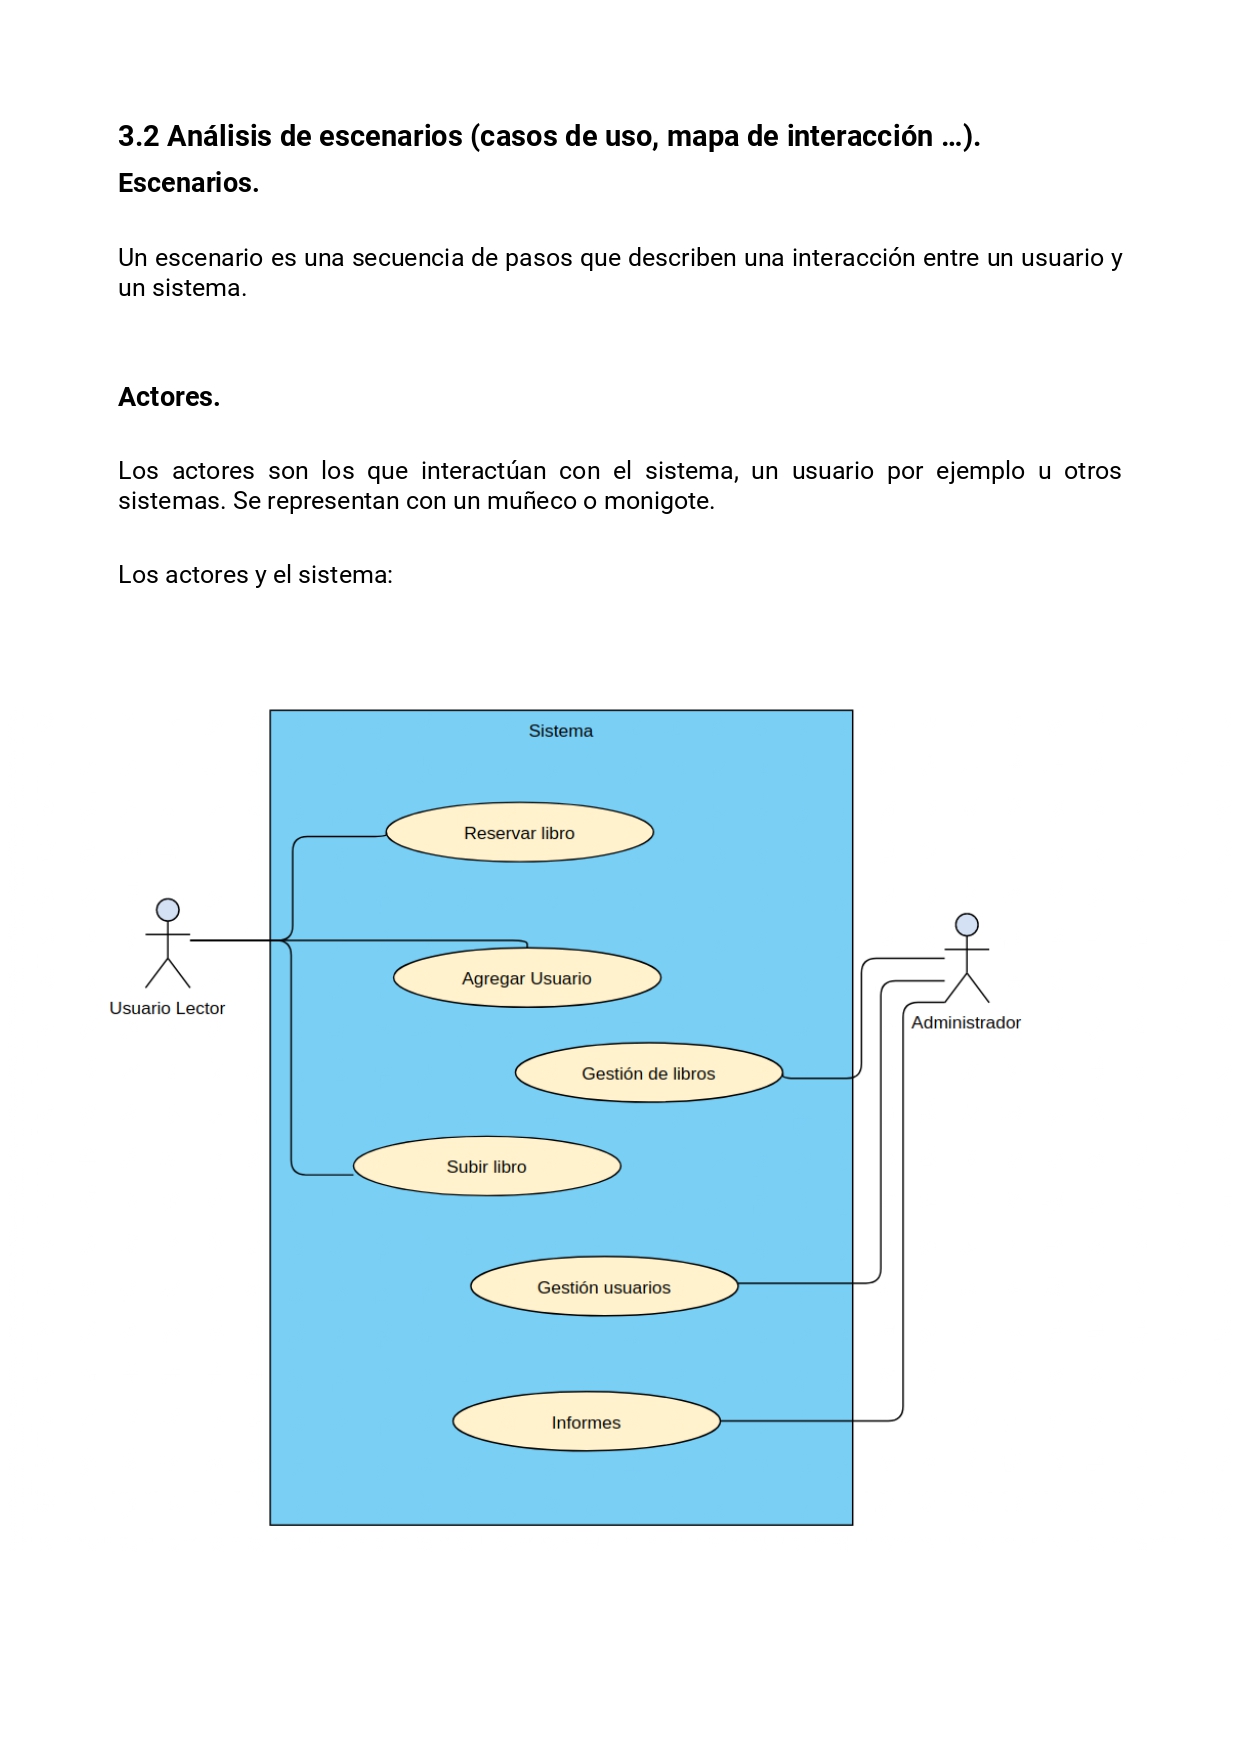 3.2 Análisis de escenarios (casos de uso, mapa de interacción …).
Escenarios.
Un escenario es una secuencia de pasos que describen una interacción entre un usuario y
un sistema.
Actores.
Los actores son los que interactúan con el sistema, un usuario por ejemplo u otros
sistemas. Se representan con un muñeco o monigote.
Los actores y el sistema:
Sistema
Reservar libro
Agregar Usuario
Usuario Lector
Administrador
Gestión de libros
Subir libro
Gestión usuarios
Informes